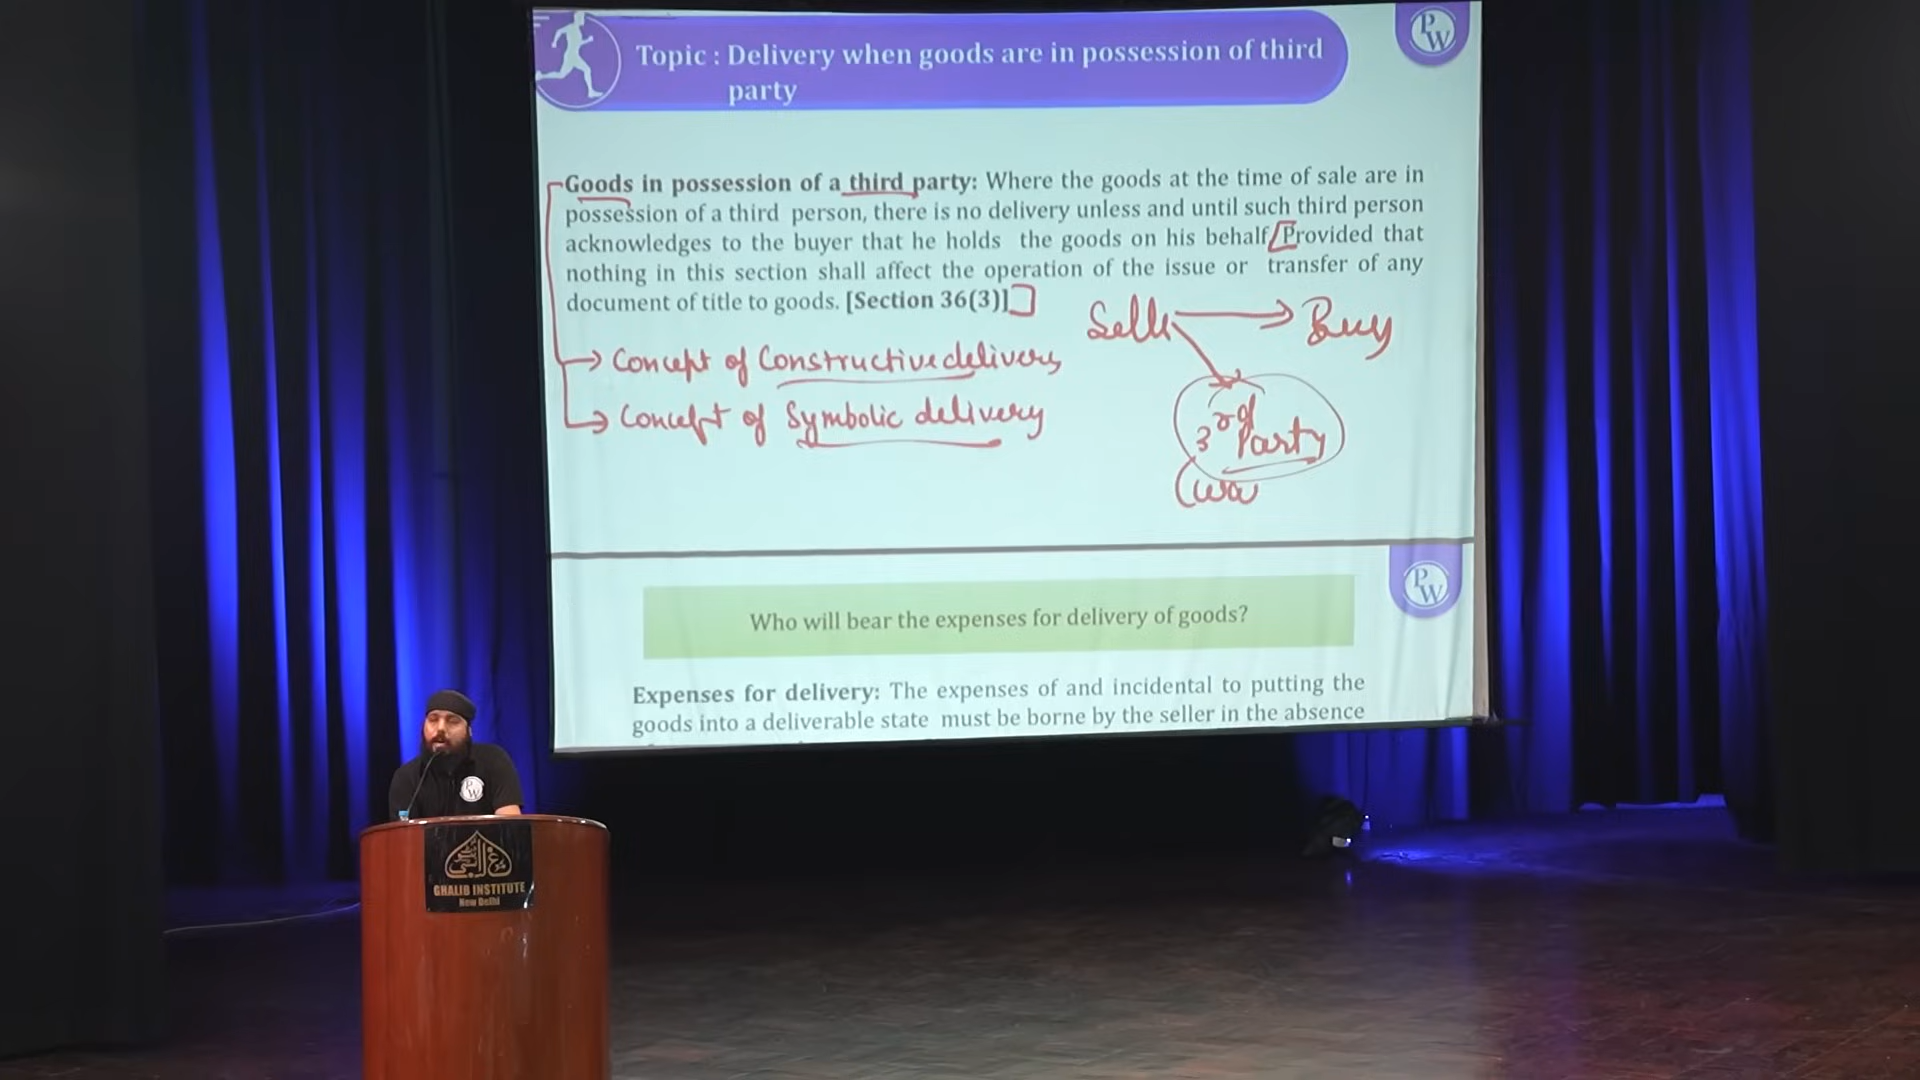 Topic : Delivery when goods are in possession of third
party
PW
Goods in possession of a third party: Where the goods at the time of sale are in
possession of a third person, there is no delivery unless and until such third person
acknowledges to the buyer that he holds the goods on his behalf Provided that
nothing in this section shall affect the operation of the issue or transfer of any
document of title to goods. [Section 36(3)]
Selle → Buy
→ Concept of Constructive delivery
→ Concept of Symbolic delivery
3rd Party
(wa
PW
Who will bear the expenses for delivery of goods?
Expenses for delivery: The expenses of and incidental to putting the
goods into a deliverable state must be borne by the seller in the absence
PW
GHALIB INSTITUTE
New Delhi